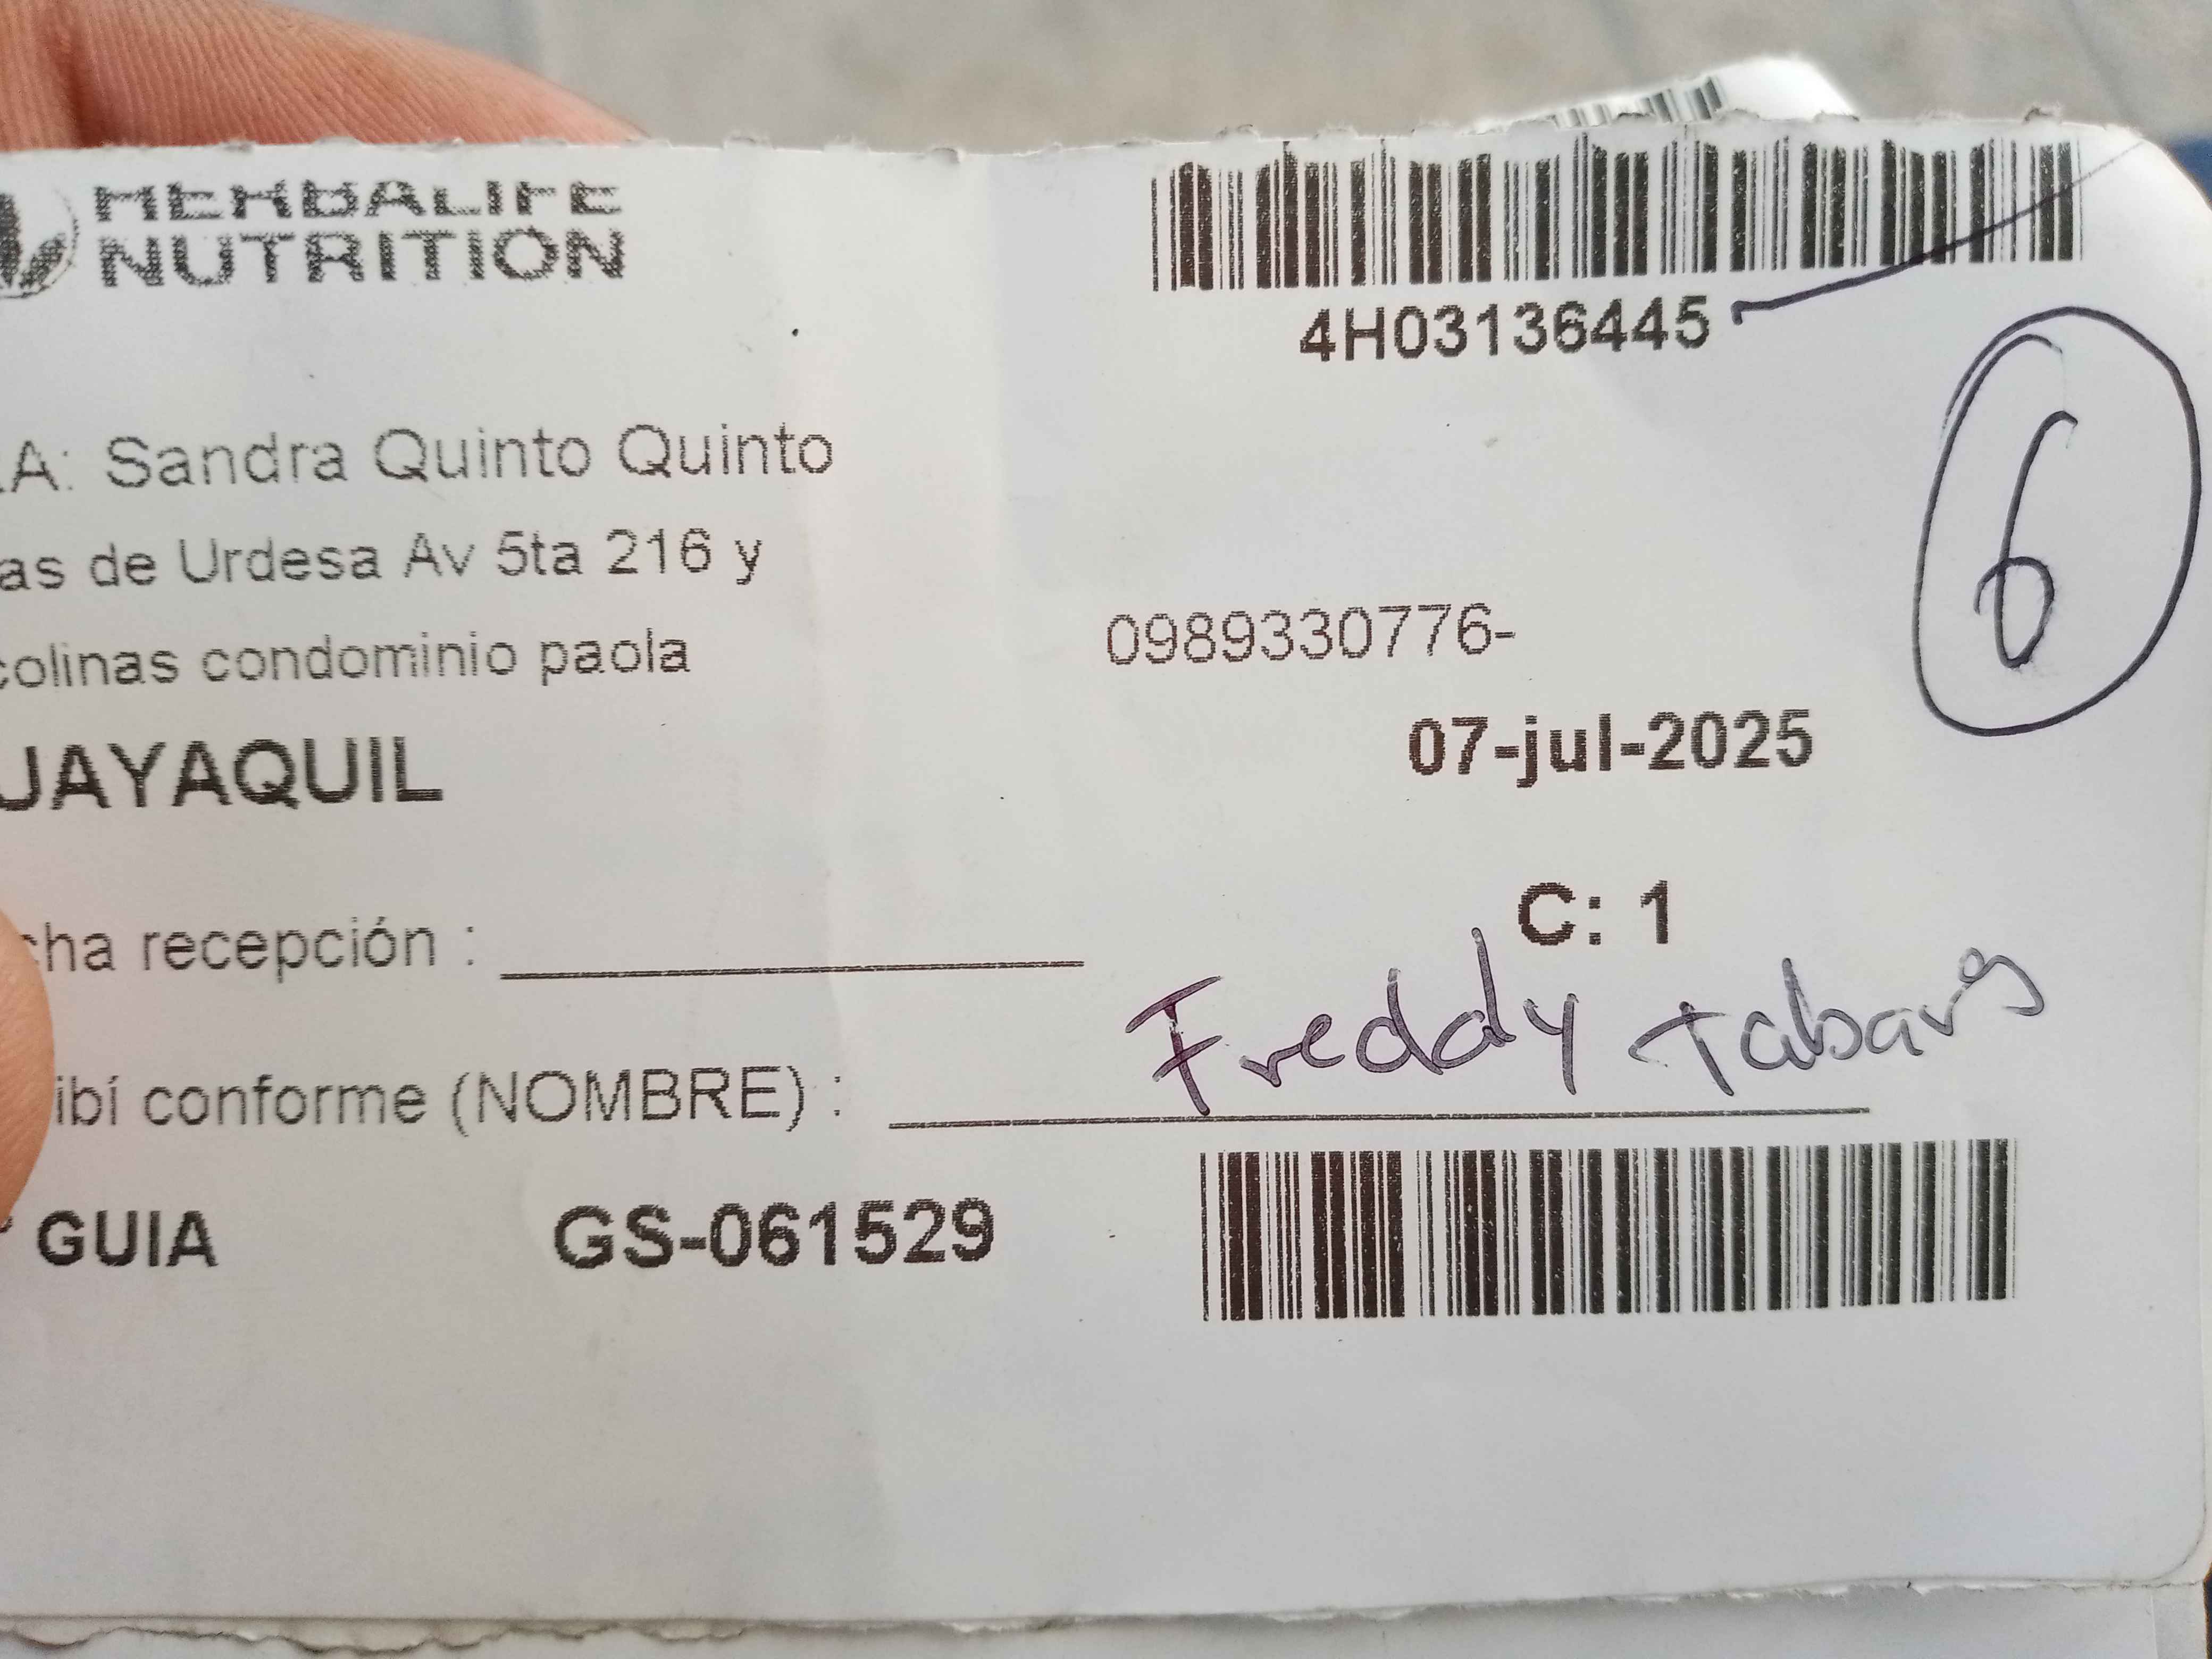 HERBALIFE
NUTRITION
4H03136445
6
.A: Sandra Quinto Quinto
as de Urdesa Av 5ta 216 y
colinas condominio paola
0989330776-
UAYAQUIL
07-jul-2025
C: 1
cha recepción :
ibí conforme (NOMBRE) : Freddy
GUIA GS-061529